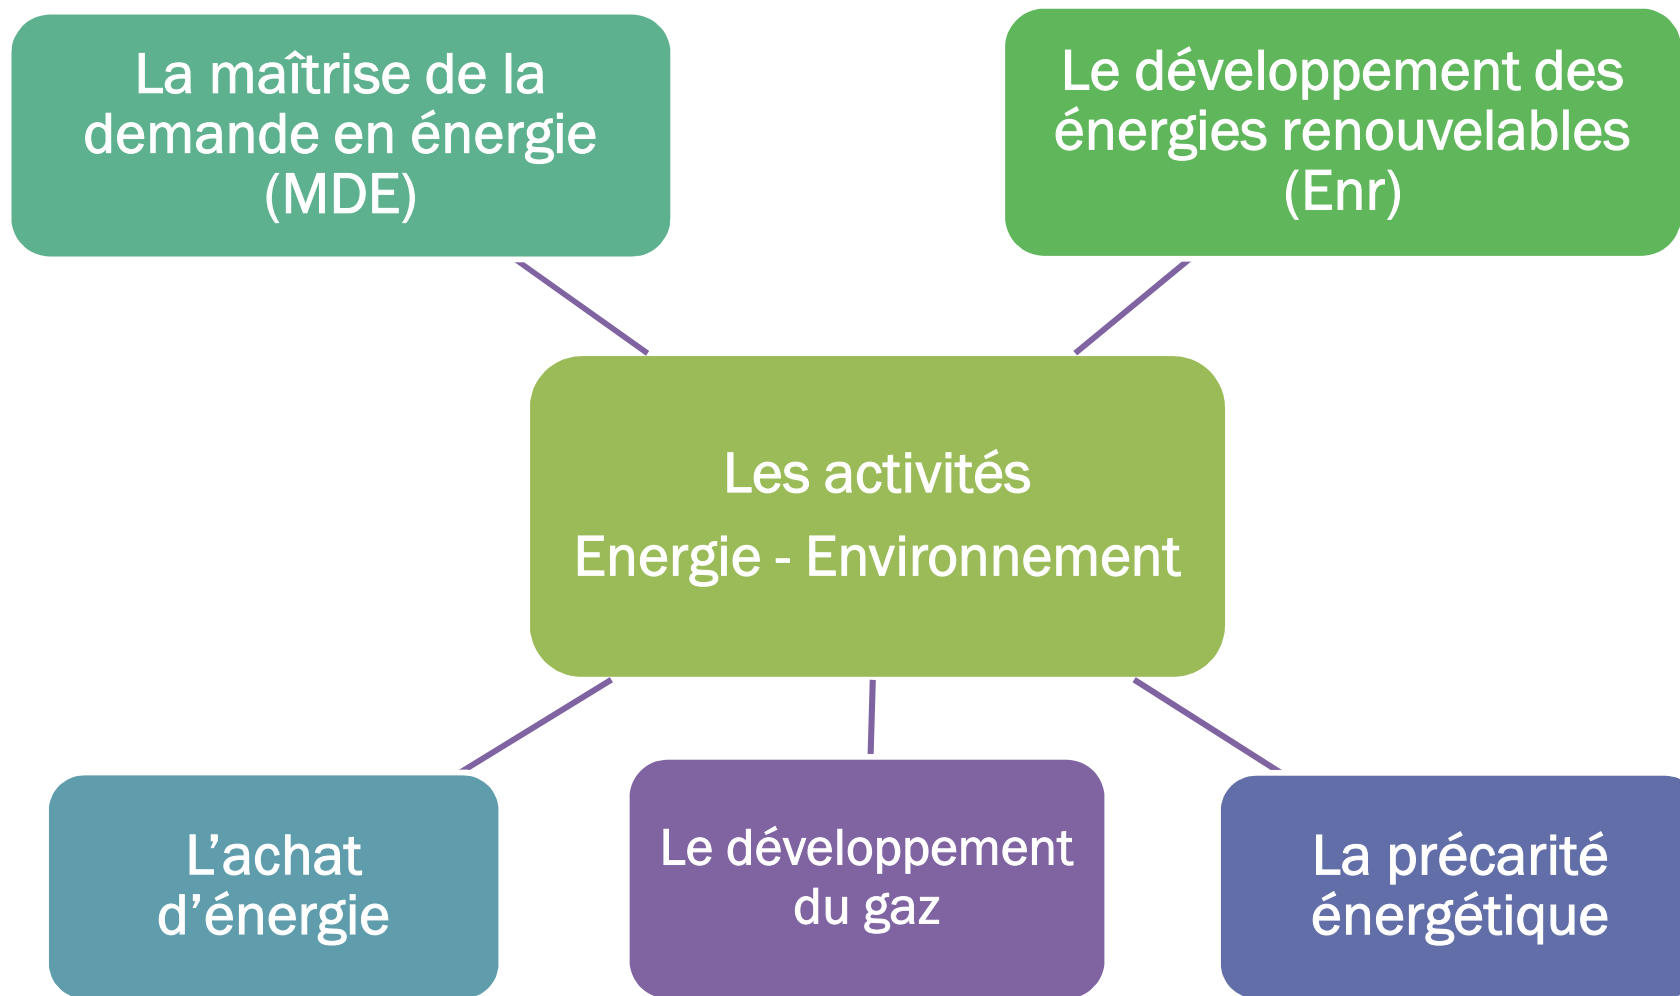 La maîtrise de la
demande en énergie
(MDE)
Le développement des
énergies renouvelables
(Enr)
Les activités
Energie - Environnement
L’achat
d’énergie
Le développement
du gaz
La précarité
énergétique